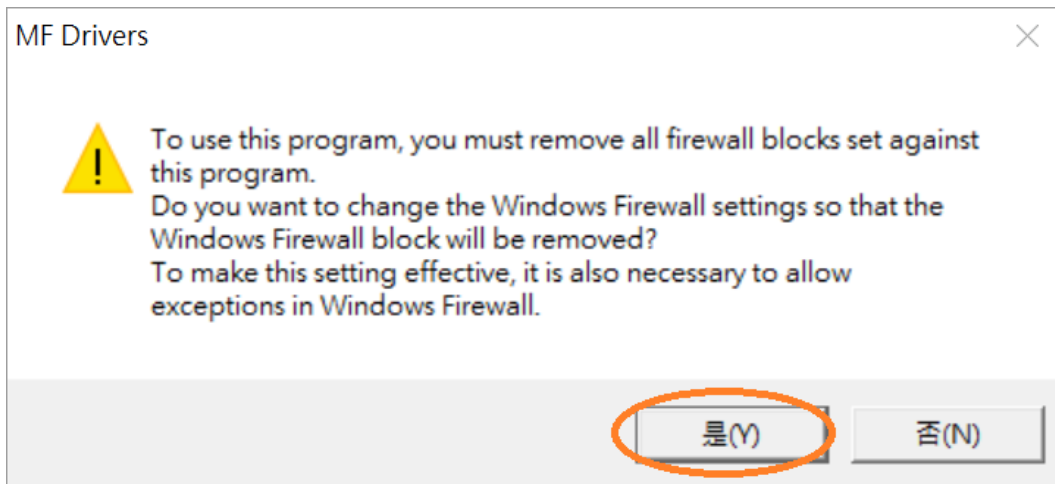 MF Drivers
To use this program, you must remove all firewall blocks set against
this program.
Do you want to change the Windows Firewall settings so that the
Windows Firewall block will be removed?
To make this setting effective, it is also necessary to allow
exceptions in Windows Firewall.
是(Y)
否(N)